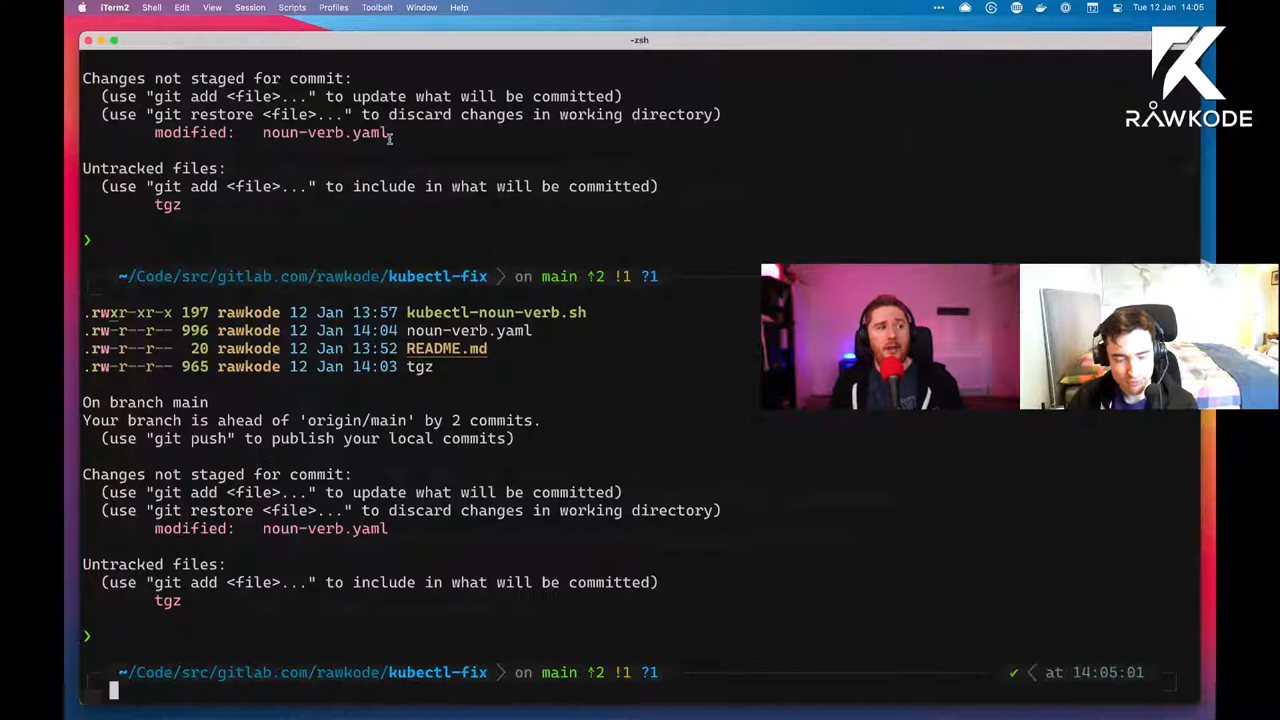 iTerm2 Shell Edit View Session Scripts Profiles Toolbelt Window Help Tue 12 Jan 14:05
-zsh
RAWKODE
Changes not staged for commit:
(use "git add <file>..." to update what will be committed)
(use "git restore <file>..." to discard changes in working directory)
modified: noun-verb.yaml
Untracked files:
(use "git add <file>..." to include in what will be committed)
tgz
❯
~/Code/src/gitlab.com/rawkode/kubectl-fix on main ⇡2 !1 ?1
.rwxr-xr-x 197 rawkode 12 Jan 13:57 kubectl-noun-verb.sh
.rw-r--r-- 996 rawkode 12 Jan 14:04 noun-verb.yaml
.rw-r--r-- 20 rawkode 12 Jan 13:52 README.md
.rw-r--r-- 965 rawkode 12 Jan 14:03 tgz
On branch main
Your branch is ahead of 'origin/main' by 2 commits.
(use "git push" to publish your local commits)
Changes not staged for commit:
(use "git add <file>..." to update what will be committed)
(use "git restore <file>..." to discard changes in working directory)
modified: noun-verb.yaml
Untracked files:
(use "git add <file>..." to include in what will be committed)
tgz
❯
~/Code/src/gitlab.com/rawkode/kubectl-fix on main ⇡2 !1 ?1 ✔ at 14:05:01